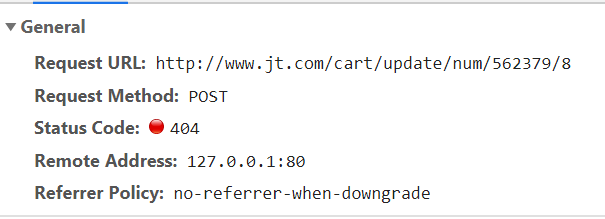 General
Request URL: http://www.jt.com/cart/update/num/562379/8
Request Method: POST
Status Code: 404
Remote Address: 127.0.0.1:80
Referrer Policy: no-referrer-when-downgrade